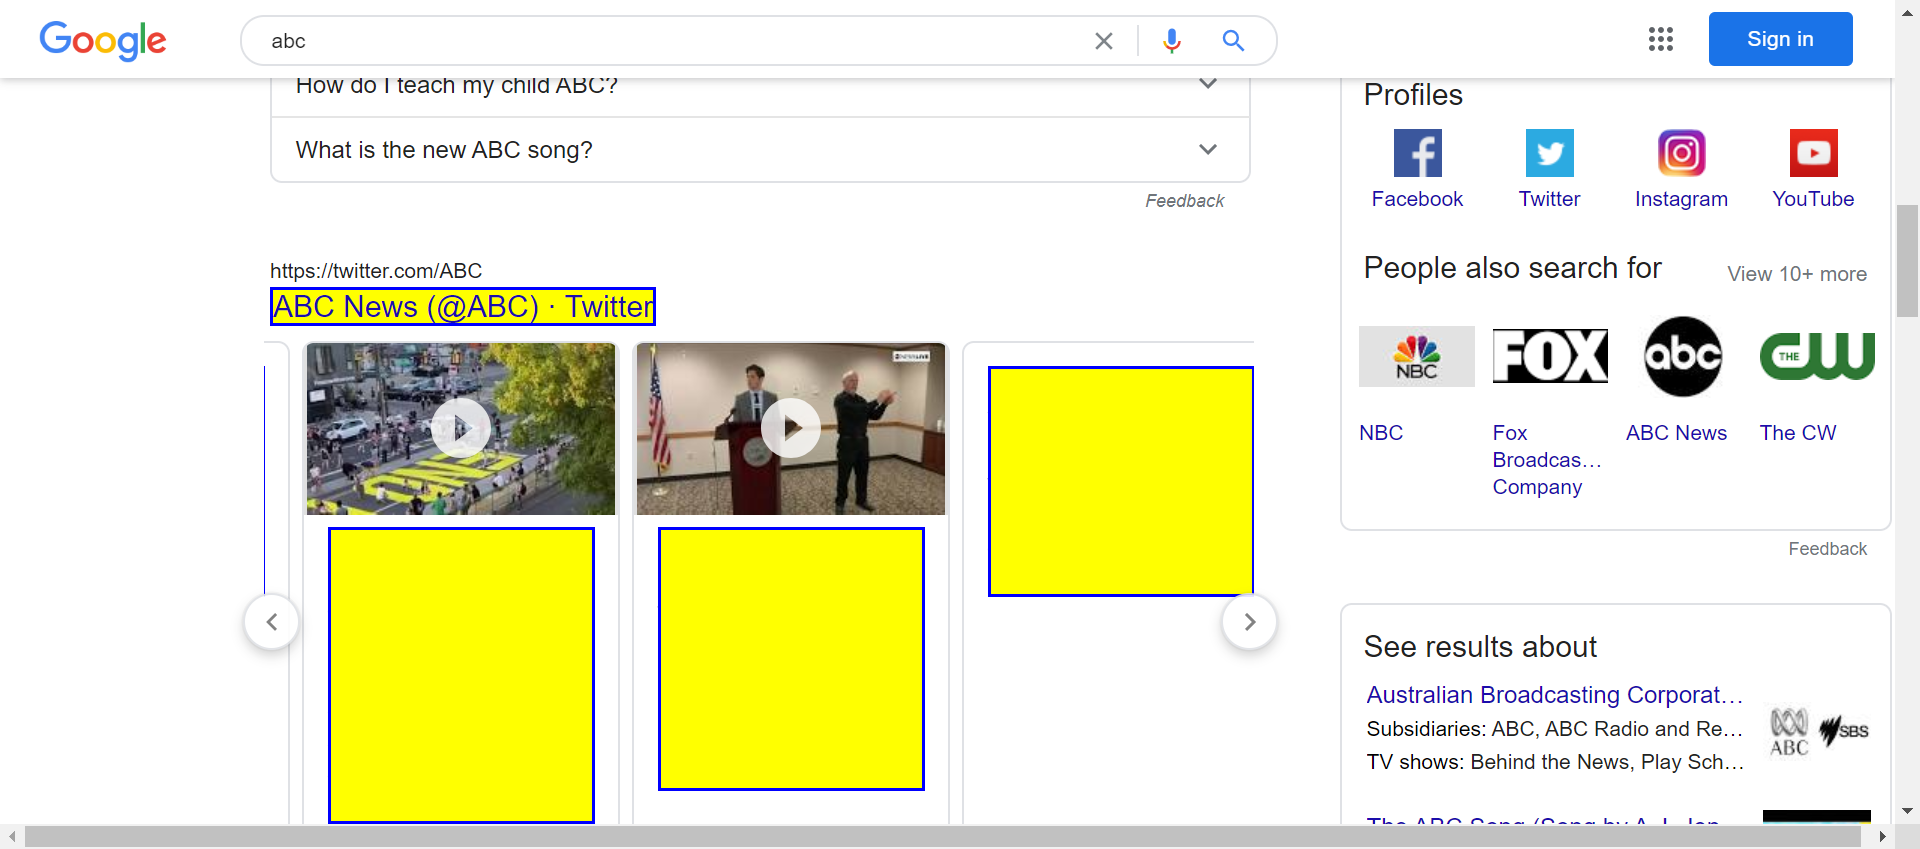 Google
abc
Sign in
How do I teach my child ABC?
What is the new ABC song?
Feedback
https://twitter.com/ABC
ABC News (@ABC) · Twitter
Profiles
Facebook
Twitter
Instagram
YouTube
People also search for
View 10+ more
NBC
FOX
abc
THE CW
NBC
Fox
Broadcas...
Company
ABC News
The CW
Feedback
See results about
Australian Broadcasting Corporat...
Subsidiaries: ABC, ABC Radio and Re...
TV shows: Behind the News, Play Sch...
ABC
SBS